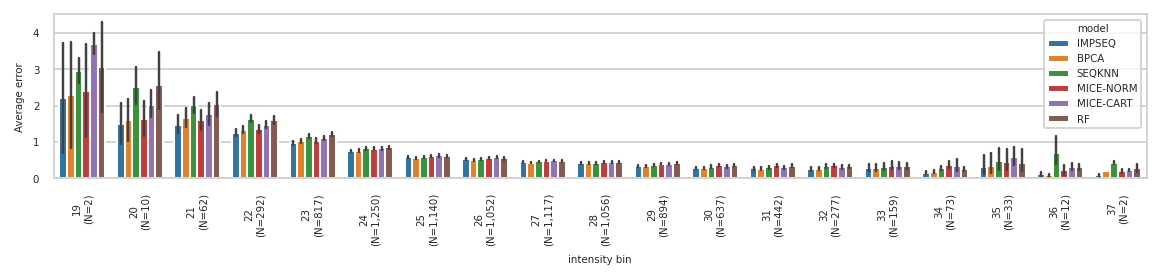 4
3
2
1
0
Average error
model
IMPSEQ
BPCA
SEQKNN
MICE-NORM
MICE-CART
RF
19
(N=2)
20
(N=10)
21
(N=62)
22
(N=292)
23
(N=817)
24
(N=1,250)
25
(N=1,140)
26
(N=1,052)
27
(N=1,117)
28
(N=1,056)
29
(N=894)
30
(N=637)
31
(N=442)
32
(N=277)
33
(N=159)
34
(N=73)
35
(N=33)
36
(N=12)
37
(N=2)
intensity bin